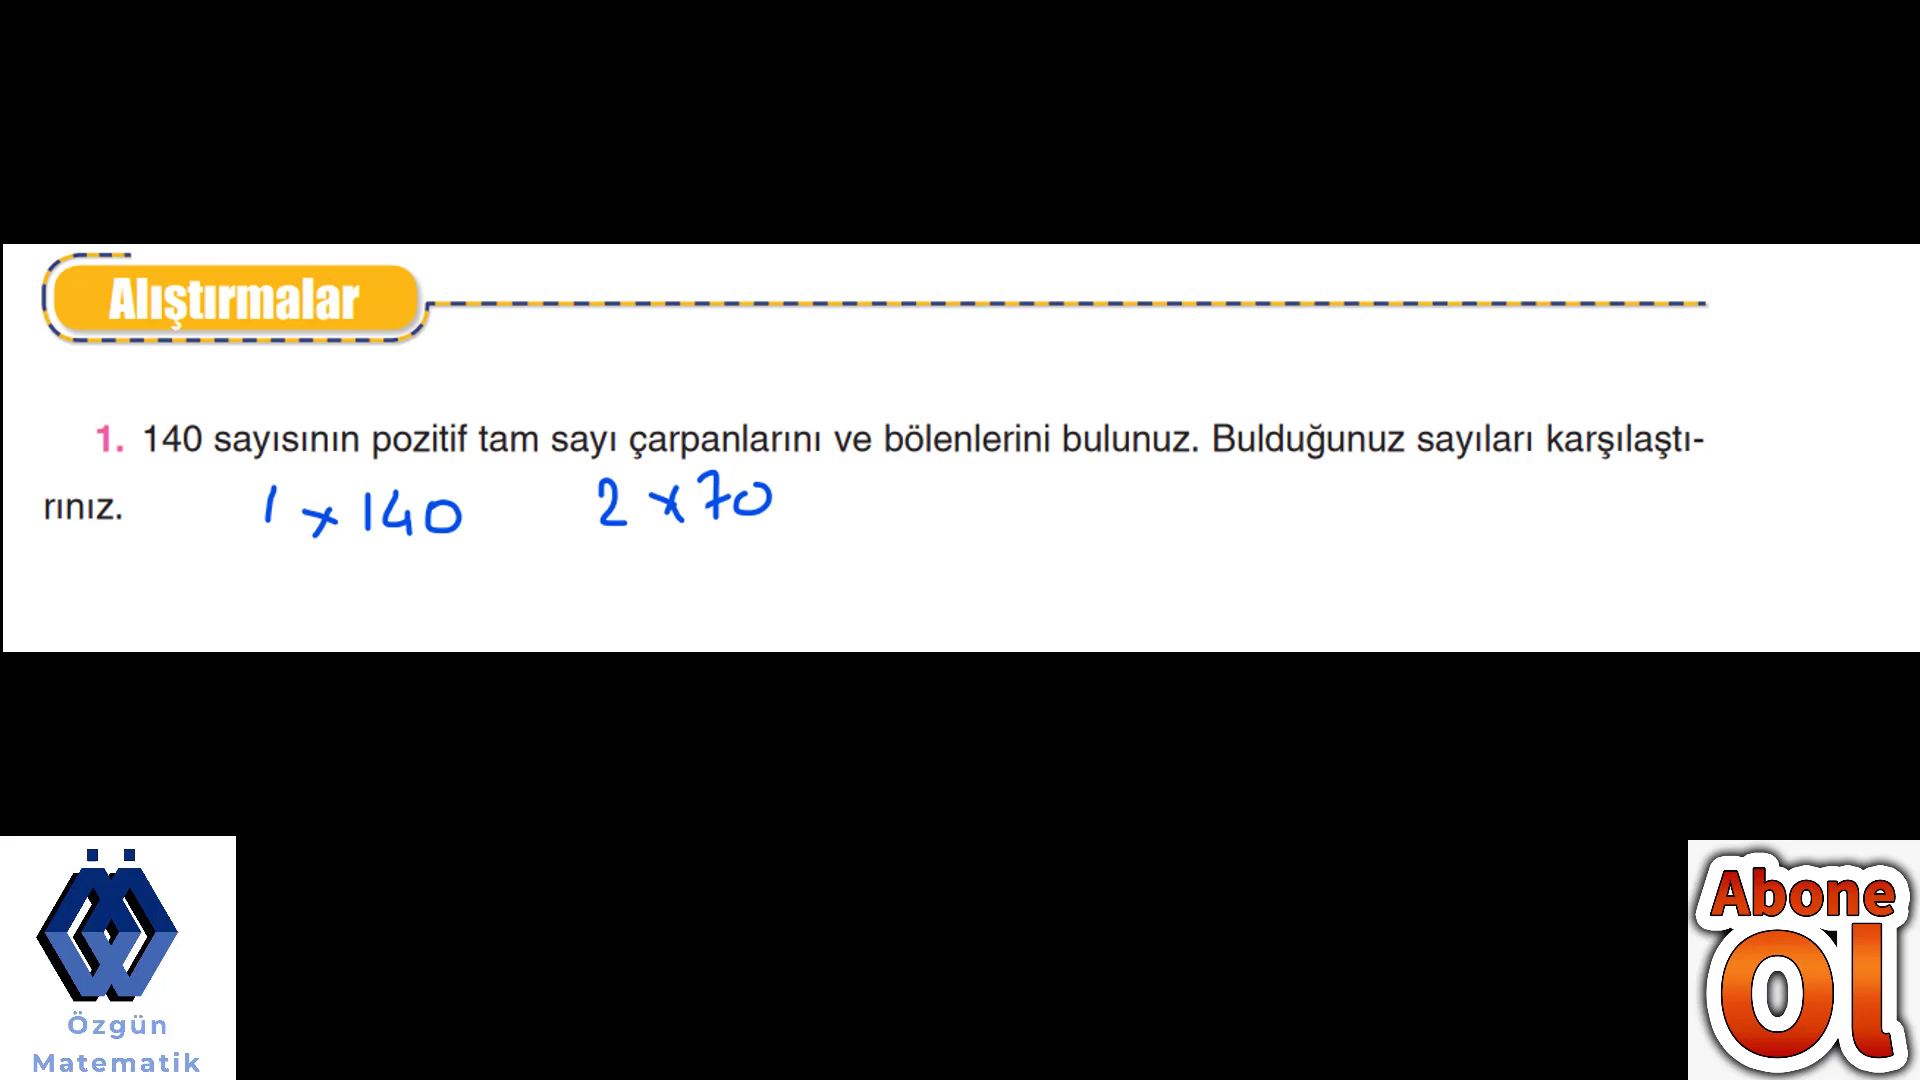 Alıştırmalar
1. 140 sayısının pozitif tam sayı çarpanlarını ve bölenlerini bulunuz. Bulduğunuz sayıları karşılaştı-
rınız. 1 x 140 2 x 70
Özgün
Matematik
Abone
Ol